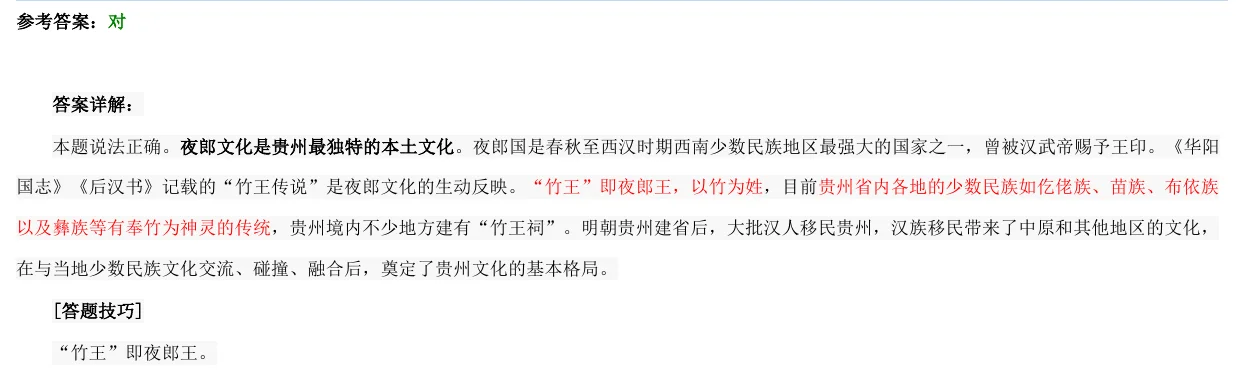 参考答案：对
答案详解：
本题说法正确。夜郎文化是贵州最独特的本土文化。夜郎国是春秋至西汉时期西南少数民族地区最强大的国家之一，曾被汉武帝赐予王印。《华阳
国志》《后汉书》记载的“竹王传说”是夜郎文化的生动反映。“竹王”即夜郎王，以竹为姓，目前贵州省内各地的少数民族如仡佬族、苗族、布依族
以及彝族等有奉竹为神灵的传统，贵州境内不少地方建有“竹王祠”。明朝贵州建省后，大批汉人移民贵州，汉族移民带来了中原和其他地区的文化，
在与当地少数民族文化交流、碰撞、融合后，奠定了贵州文化的基本格局。
[答题技巧]
“竹王”即夜郎王。